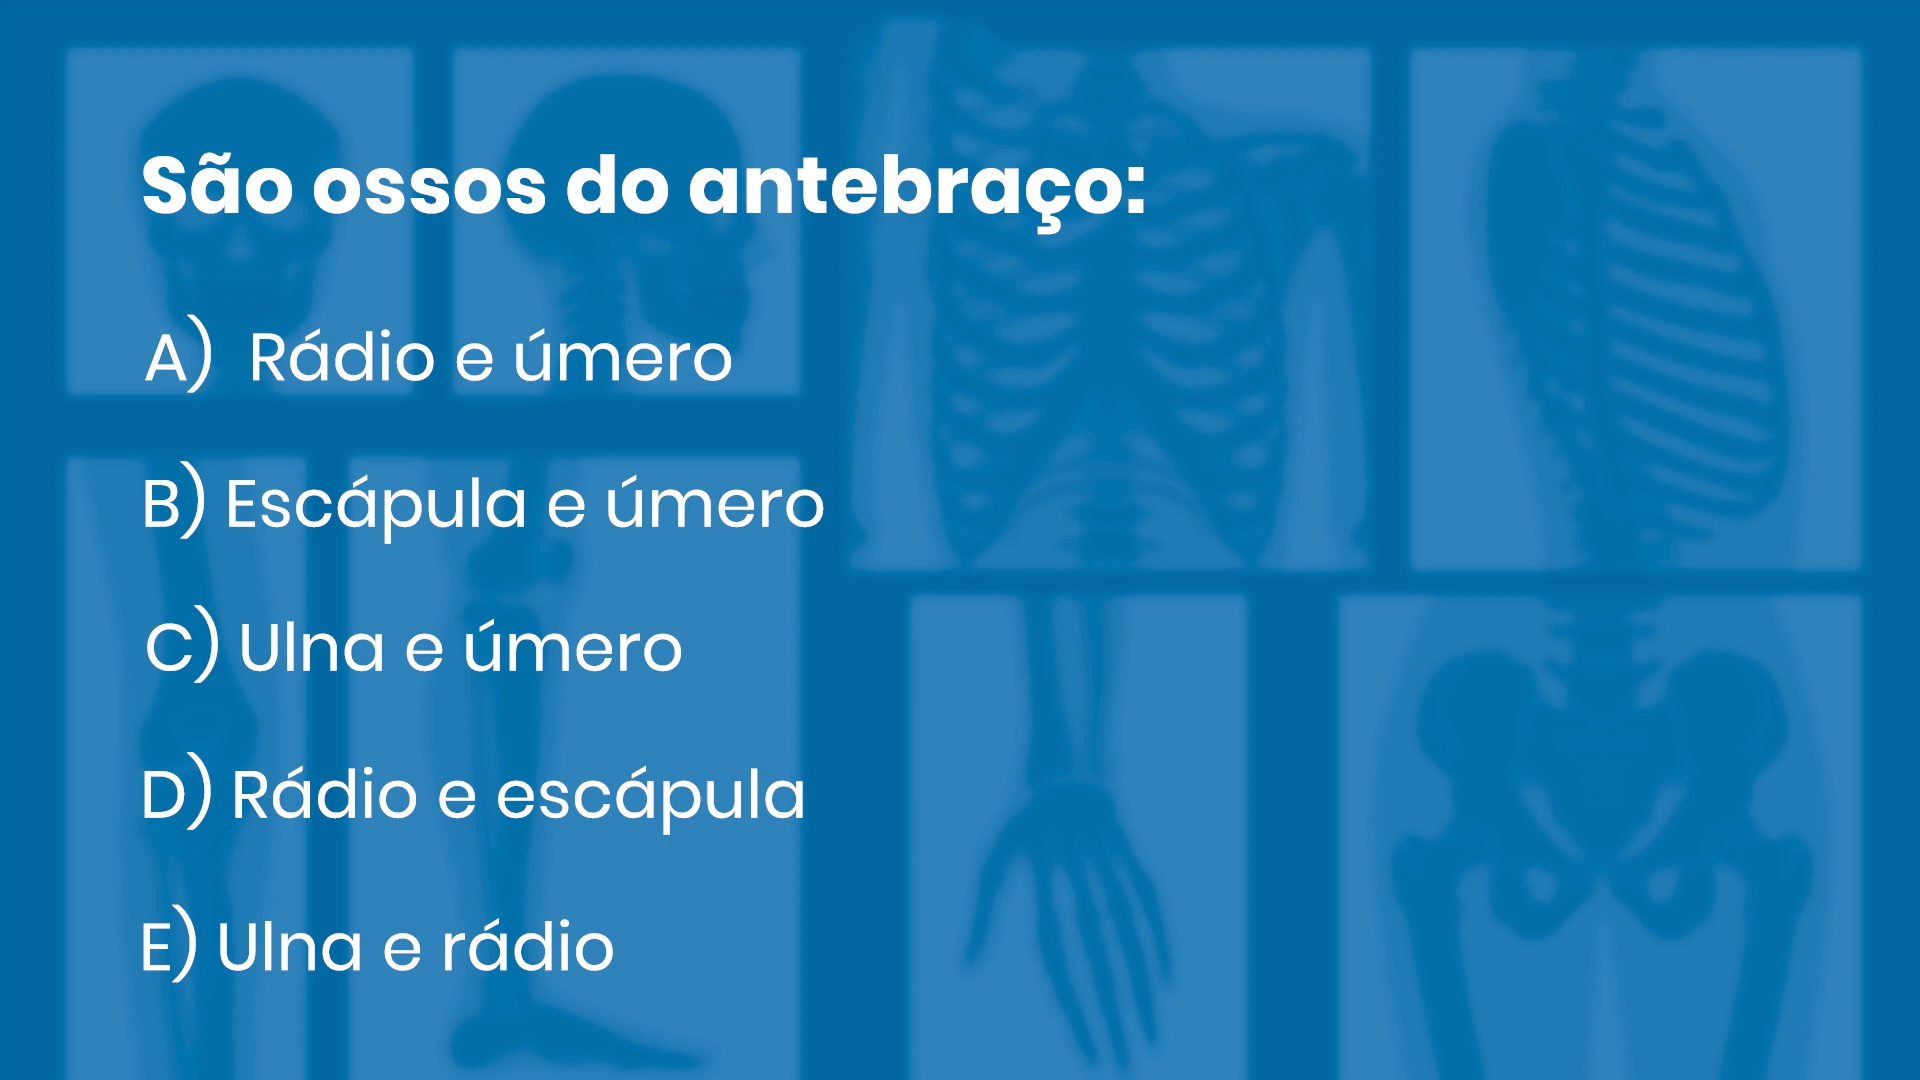 São ossos do antebraço:
A) Rádio e úmero
B) Escápula e úmero
C) Ulna e úmero
D) Rádio e escápula
E) Ulna e rádio